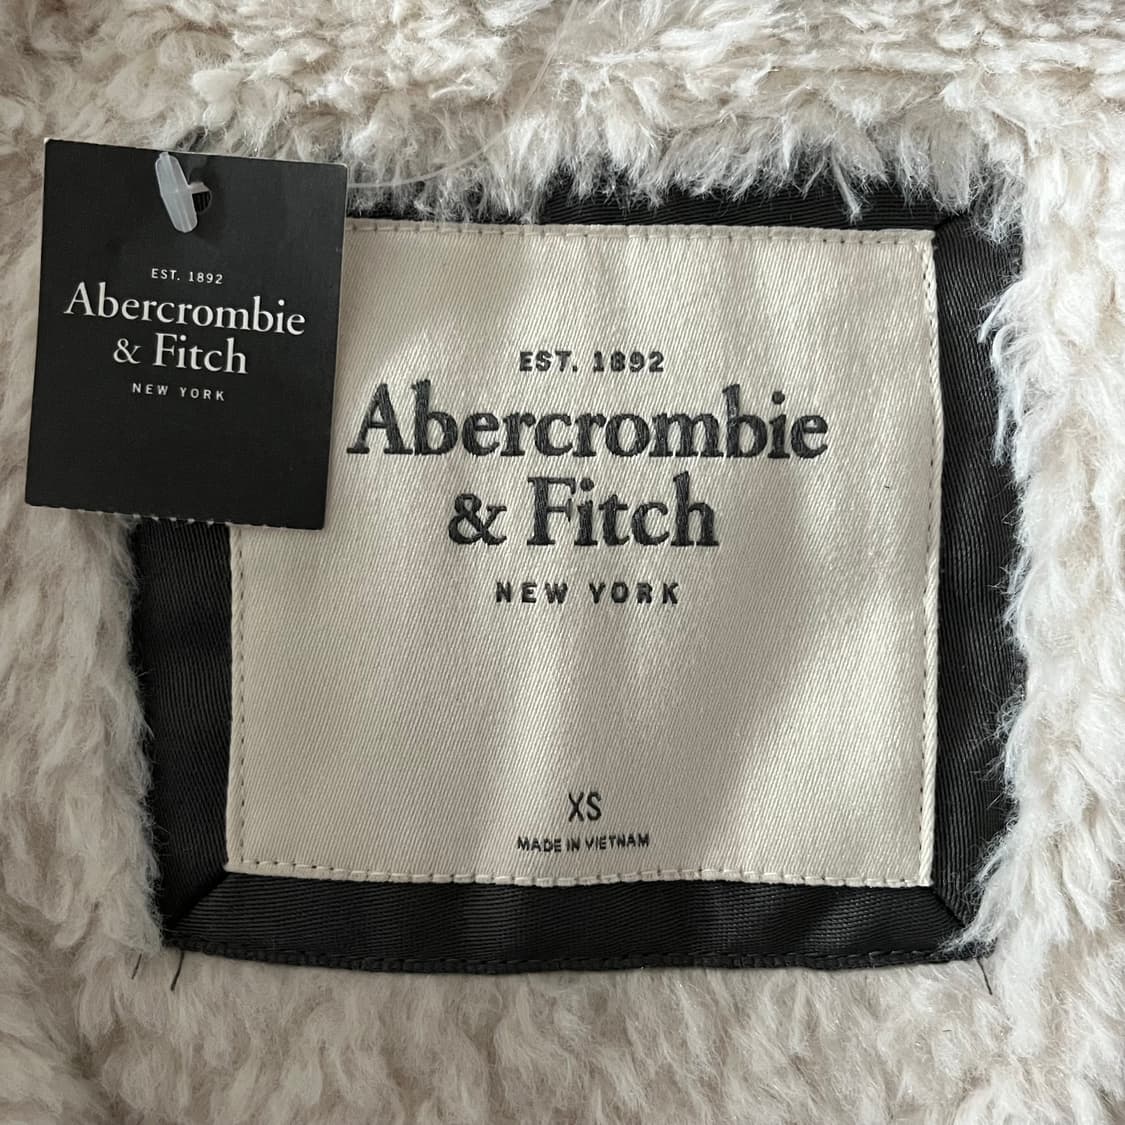 EST. 1892
Abercrombie
& Fitch
NEW YORK
EST. 1892
Abercrombie
& Fitch
NEW YORK
XS
MADE IN VIETNAM